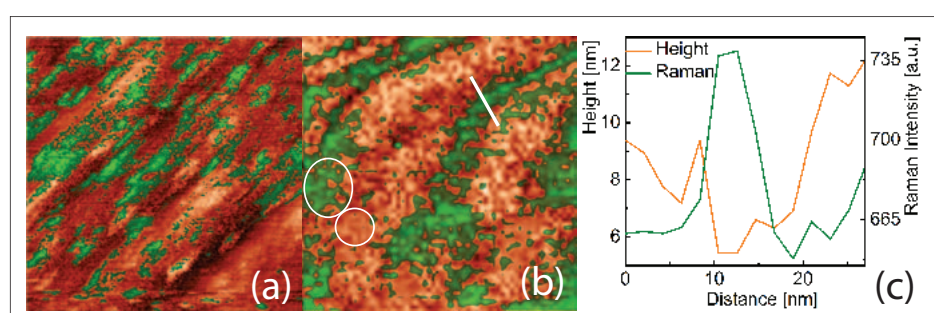 (a)
(b)
(c)
Height [nm]
12
10
8
6
Height
Raman
735
700
665
Raman Intensity [a.u.]
0
10
20
Distance [nm]